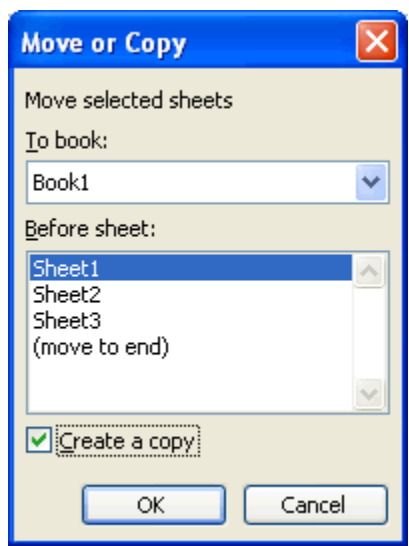 Move or Copy
Move selected sheets
To book:
Book1
Before sheet:
Sheet1
Sheet2
Sheet3
(move to end)
Create a copy
OK Cancel